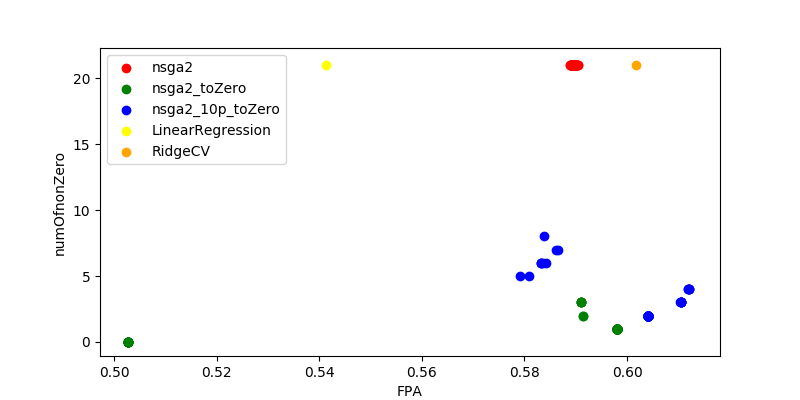 nsga2
nsga2_toZero
nsga2_10p_toZero
LinearRegression
RidgeCV
numOfnonZero
20
15
10
5
0
0.50 0.52 0.54 0.56 0.58 0.60
FPA